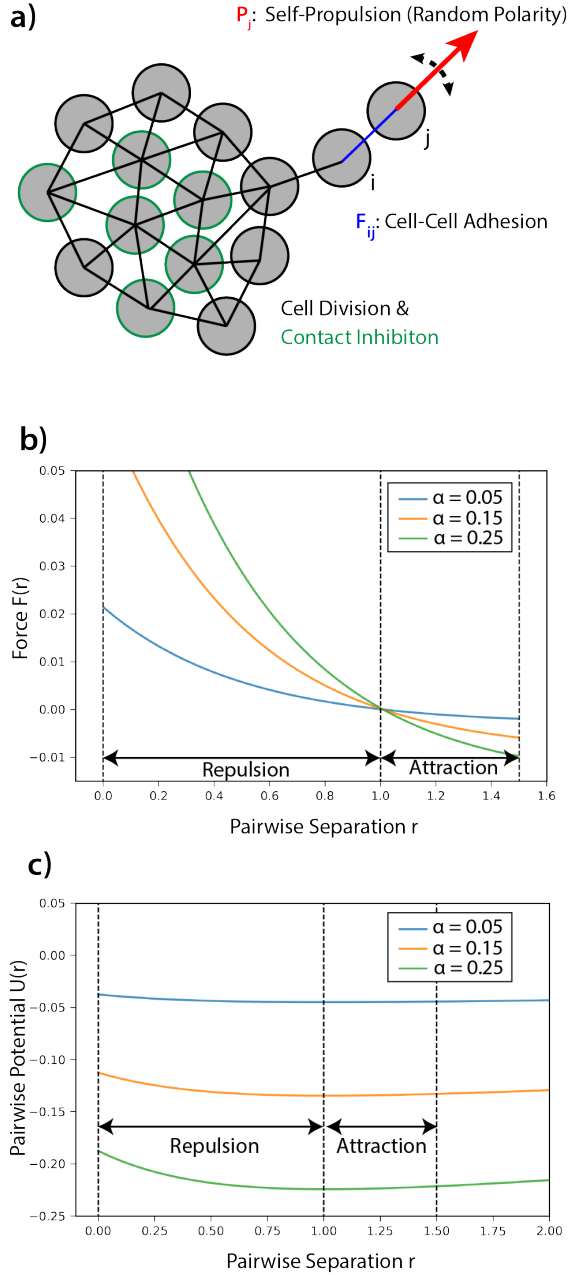 a)
Pj: Self-Propulsion (Random Polarity)
j
i
Fij: Cell-Cell Adhesion
Cell Division &
Contact Inhibiton
b)
Force F(r)
0.05
0.04
0.03
0.02
0.01
0.00
−0.01
α = 0.05
α = 0.15
α = 0.25
Repulsion
Attraction
0.0 0.2 0.4 0.6 0.8 1.0 1.2 1.4 1.6
Pairwise Separation r
c)
Pairwise Potential U(r)
0.05
0.00
−0.05
−0.10
−0.15
−0.20
−0.25
α = 0.05
α = 0.15
α = 0.25
Repulsion
Attraction
0.00 0.25 0.50 0.75 1.00 1.25 1.50 1.75 2.00
Pairwise Separation r